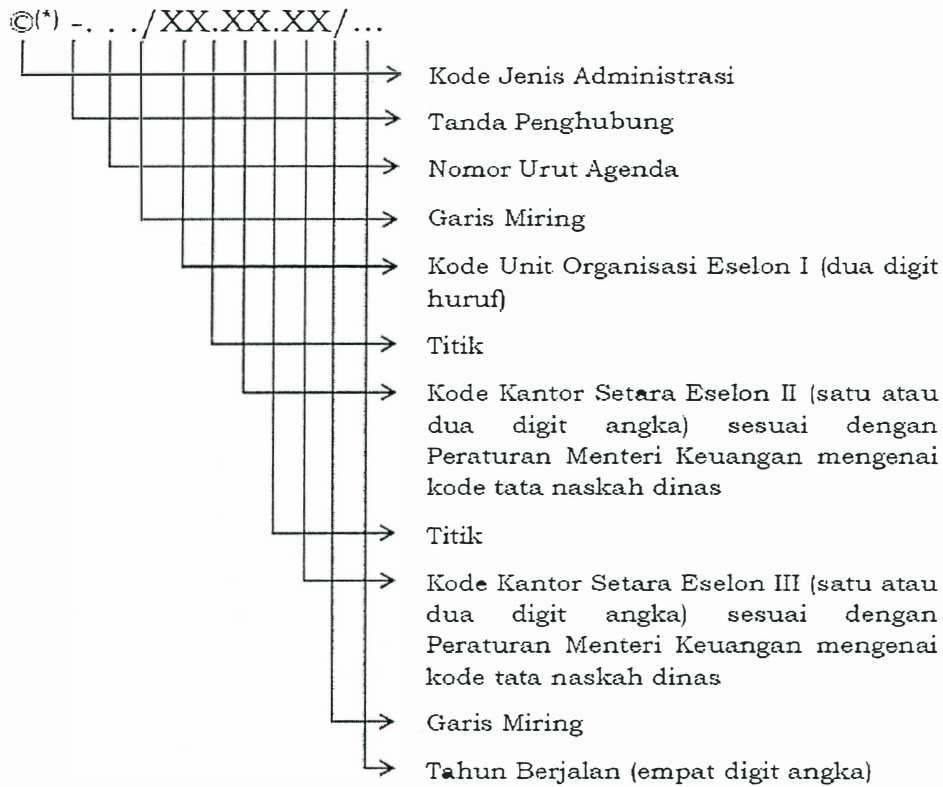 ©(*) -. . ./XX.XX.XX/...
Kode Jenis Administrasi
Tanda Penghubung
Nomor Urut Agenda
Garis Miring
Kode Unit Organisasi Eselon I (dua digit
huruf)
Titik
Kode Kantor Setara Eselon II (satu atau
dua digit angka) sesuai dengan
Peraturan Menteri Keuangan mengenai
kode tata naskah dinas
Titik
Kode Kantor Setara Eselon III (satu atau
dua digit angka) sesuai dengan
Peraturan Menteri Keuangan mengenai
kode tata naskah dinas
Garis Miring
Tahun Berjalan (empat digit angka)